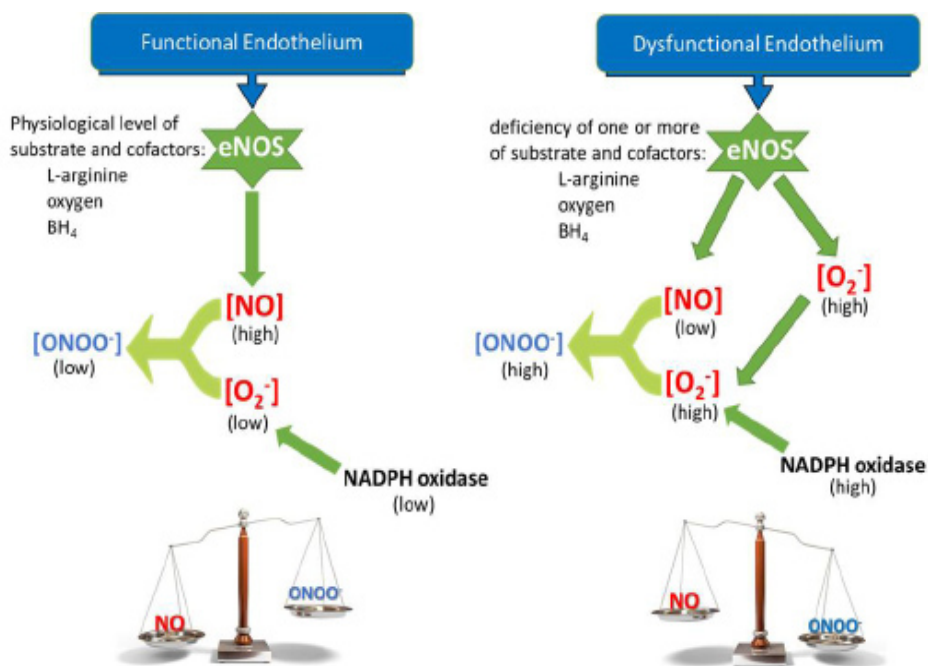 Functional Endothelium
Physiological level of
substrate and cofactors:
L-arginine
oxygen
BH₄
eNOS
[NO]
(high)
[ONOO⁻]
(low)
[O₂⁻]
(low)
NADPH oxidase
(low)
NO
ONOO⁻
Dysfunctional Endothelium
deficiency of one or more
of substrate and cofactors:
L-arginine
oxygen
BH₄
eNOS
[O₂⁻]
(high)
[NO]
(low)
[ONOO⁻]
(high)
[O₂⁻]
(high)
NADPH oxidase
(high)
NO
ONOO⁻